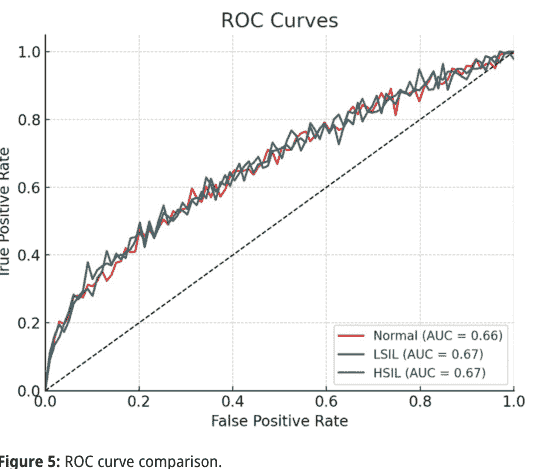 ROC Curves
1.0
0.8
0.6
0.4
0.2
0.0
True Positive Rate
0.0 0.2 0.4 0.6 0.8 1.0
False Positive Rate
Normal (AUC = 0.66)
LSIL (AUC = 0.67)
HSIL (AUC = 0.67)
Figure 5: ROC curve comparison.